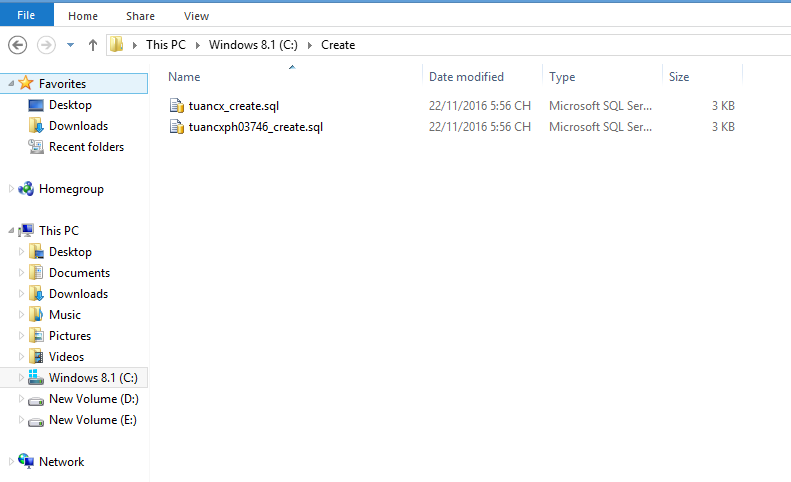 File Home Share View
This PC Windows 8.1 (C:) Create
Favorites
Desktop
Downloads
Recent folders
Homegroup
This PC
Desktop
Documents
Downloads
Music
Pictures
Videos
Windows 8.1 (C:)
New Volume (D:)
New Volume (E:)
Network
Name Date modified Type Size
tuancx_create.sql 22/11/2016 5:56 CH Microsoft SQL Ser... 3 KB
tuancxph03746_create.sql 22/11/2016 5:56 CH Microsoft SQL Ser... 3 KB